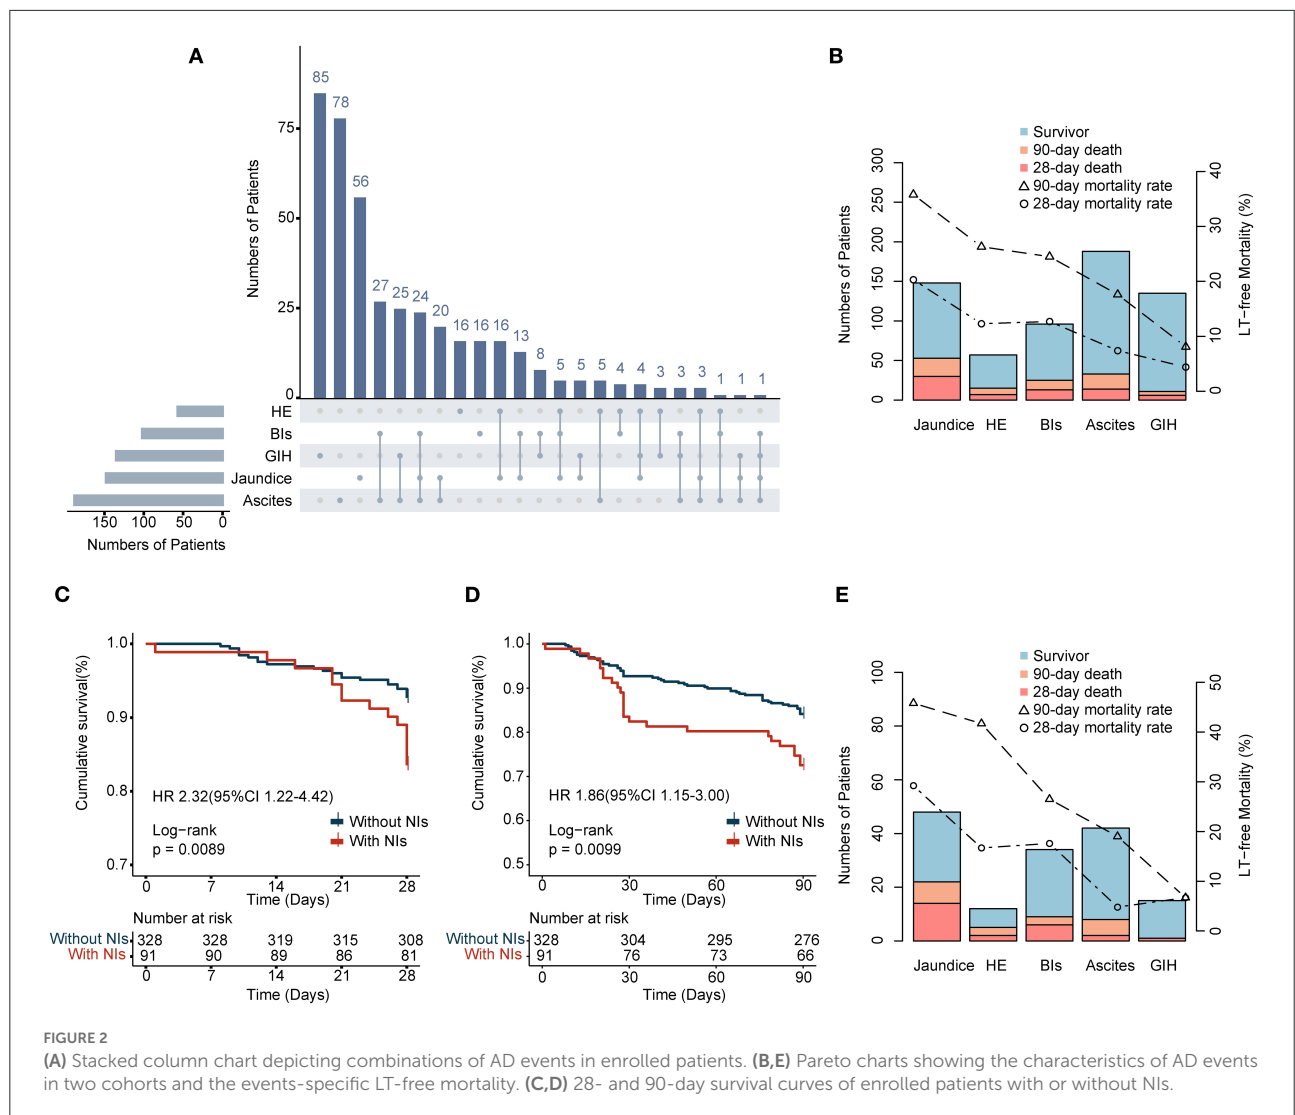 A
85
78
56
27
25
24
20
16
16
16
13
8
5
5
5
4
4
3
3
3
1
1
1
75
50
25
0
Numbers of Patients
HE
BIs
GIH
Jaundice
Ascites
150
100
50
0
Numbers of Patients
B
Survivor
90-day death
28-day death
90-day mortality rate
28-day mortality rate
300
250
200
150
100
50
0
Numbers of Patients
40
30
20
10
0
LT-free Mortality (%)
Jaundice
HE
BIs
Ascites
GIH
C
1.0
0.9
0.8
0.7
Cumulative survival(%)
HR 2.32(95%CI 1.22-4.42)
Log-rank
p = 0.0089
Without NIs
With NIs
0
7
14
21
28
Time (Days)
Number at risk
Without NIs 328 328 319 315 308
With NIs 91 90 89 86 81
0 7 14 21 28
Time (Days)
D
1.0
0.9
0.8
0.7
0.6
0.5
Cumulative survival(%)
HR 1.86(95%CI 1.15-3.00)
Log-rank
p = 0.0099
Without NIs
With NIs
0
30
60
90
Time (Days)
Number at risk
Without NIs 328 304 295 276
With NIs 91 76 73 66
0 30 60 90
Time (Days)
E
Survivor
90-day death
28-day death
90-day mortality rate
28-day mortality rate
100
80
60
40
20
0
Numbers of Patients
50
40
30
20
10
0
LT-free Mortality (%)
Jaundice
HE
BIs
Ascites
GIH
FIGURE 2
(A) Stacked column chart depicting combinations of AD events in enrolled patients. (B,E) Pareto charts showing the characteristics of AD events
in two cohorts and the events-specific LT-free mortality. (C,D) 28- and 90-day survival curves of enrolled patients with or without NIs.